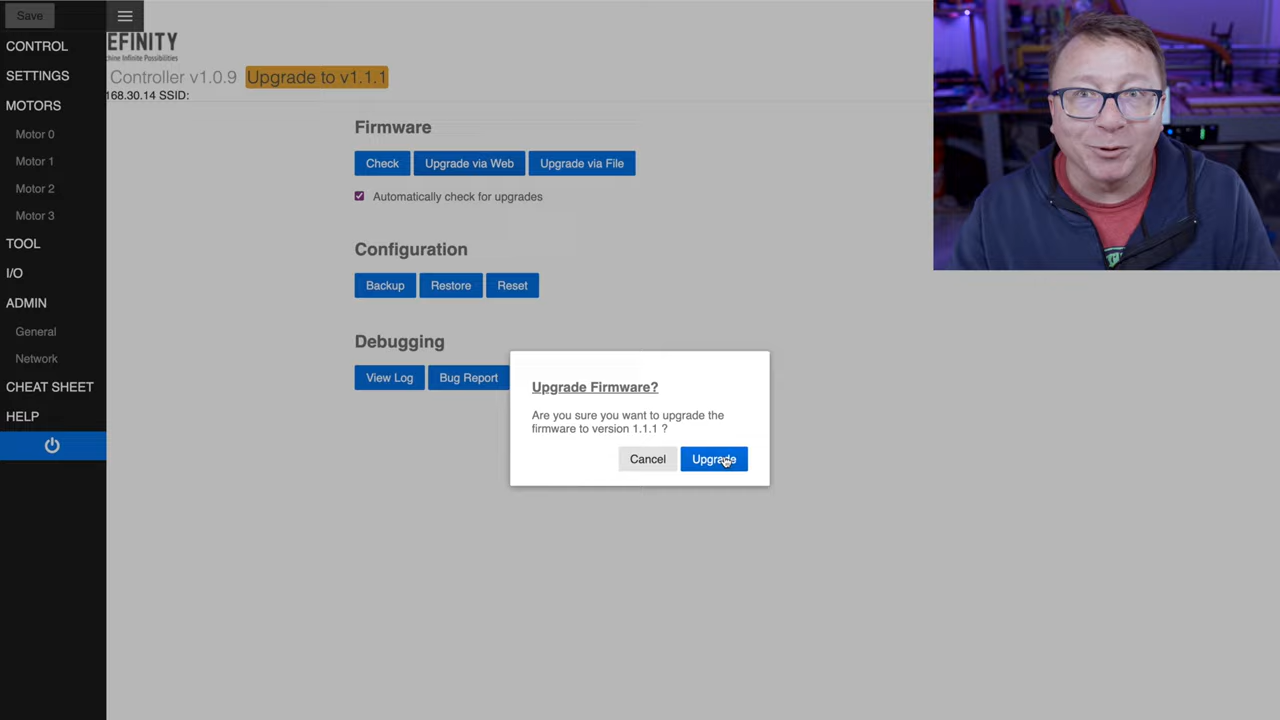 Save
EFINITY
chine Infinite Possibilities
Controller v1.0.9 Upgrade to v1.1.1
168.30.14 SSID:
CONTROL
SETTINGS
MOTORS
Motor 0
Motor 1
Motor 2
Motor 3
TOOL
I/O
ADMIN
General
Network
CHEAT SHEET
HELP
Firmware
Check Upgrade via Web Upgrade via File
Automatically check for upgrades
Configuration
Backup Restore Reset
Debugging
View Log Bug Report
Upgrade Firmware?
Are you sure you want to upgrade the
firmware to version 1.1.1 ?
Cancel Upgrade